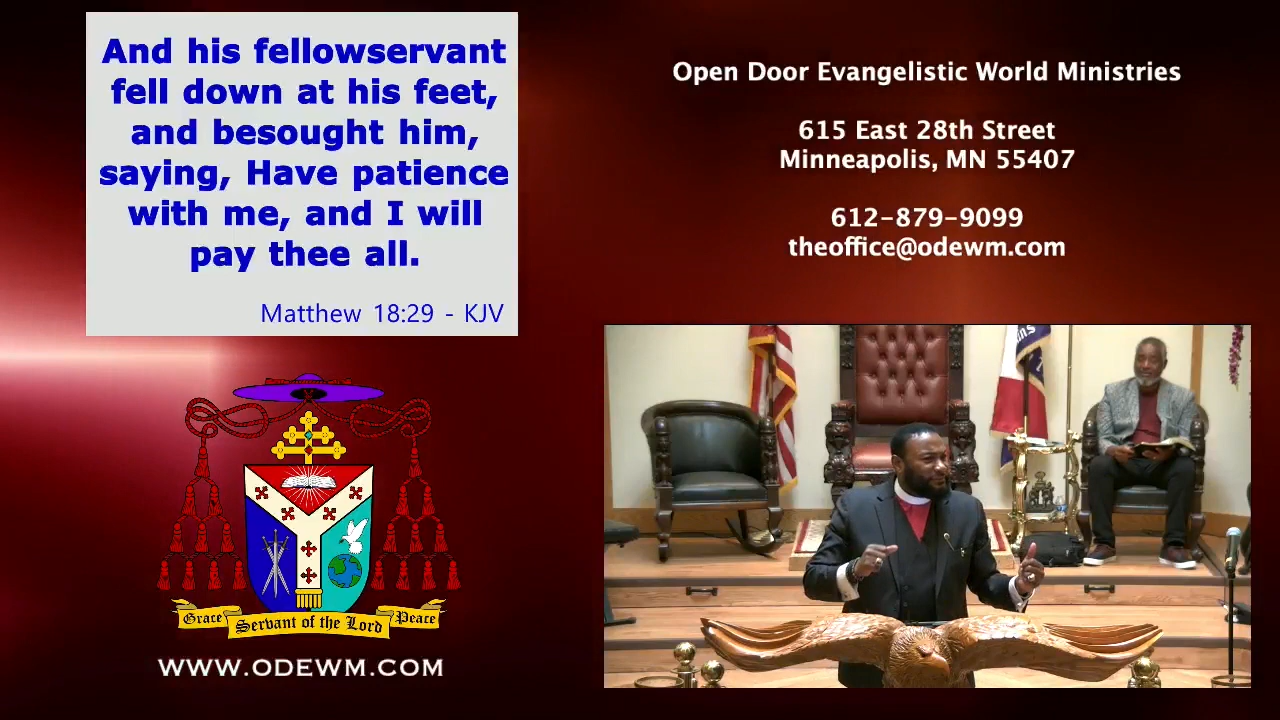 And his fellowservant
fell down at his feet,
and besought him,
saying, Have patience
with me, and I will
pay thee all.
Matthew 18:29 - KJV
Open Door Evangelistic World Ministries
615 East 28th Street
Minneapolis, MN 55407
612-879-9099
theoffice@odewm.com
Grace
Servant of the Lord
Peace
WWW.ODEWM.COM